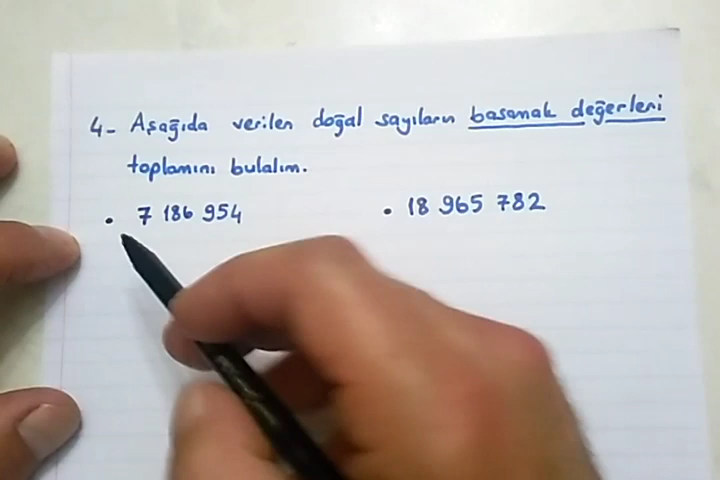 4- Aşağıda verilen doğal sayıların basamak değerleri
toplamını bulalım.
• 7 186 954 • 18 965 782